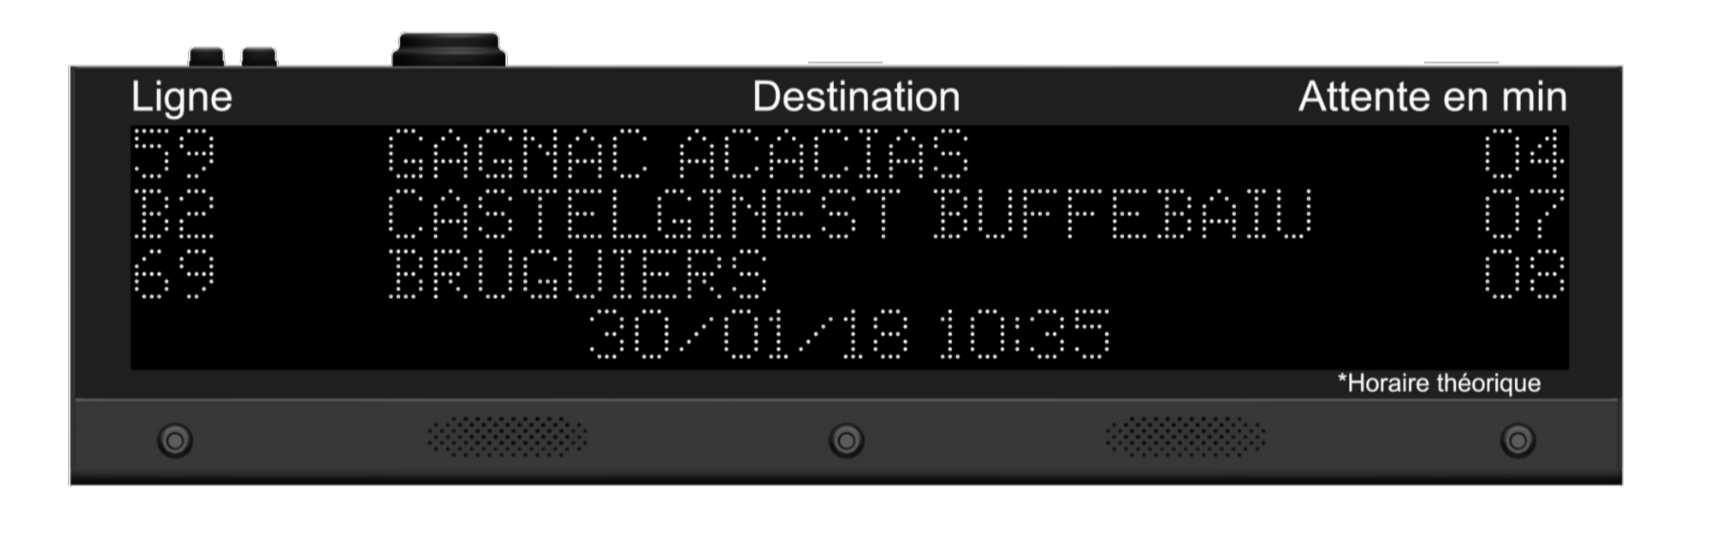 Ligne Destination Attente en min
59 GAGNAC ACACIAS 04
B2 CASTELGINEST BUFFEBAIU 07
69 BRUGUIERS 08
30/01/18 10:35
*Horaire théorique